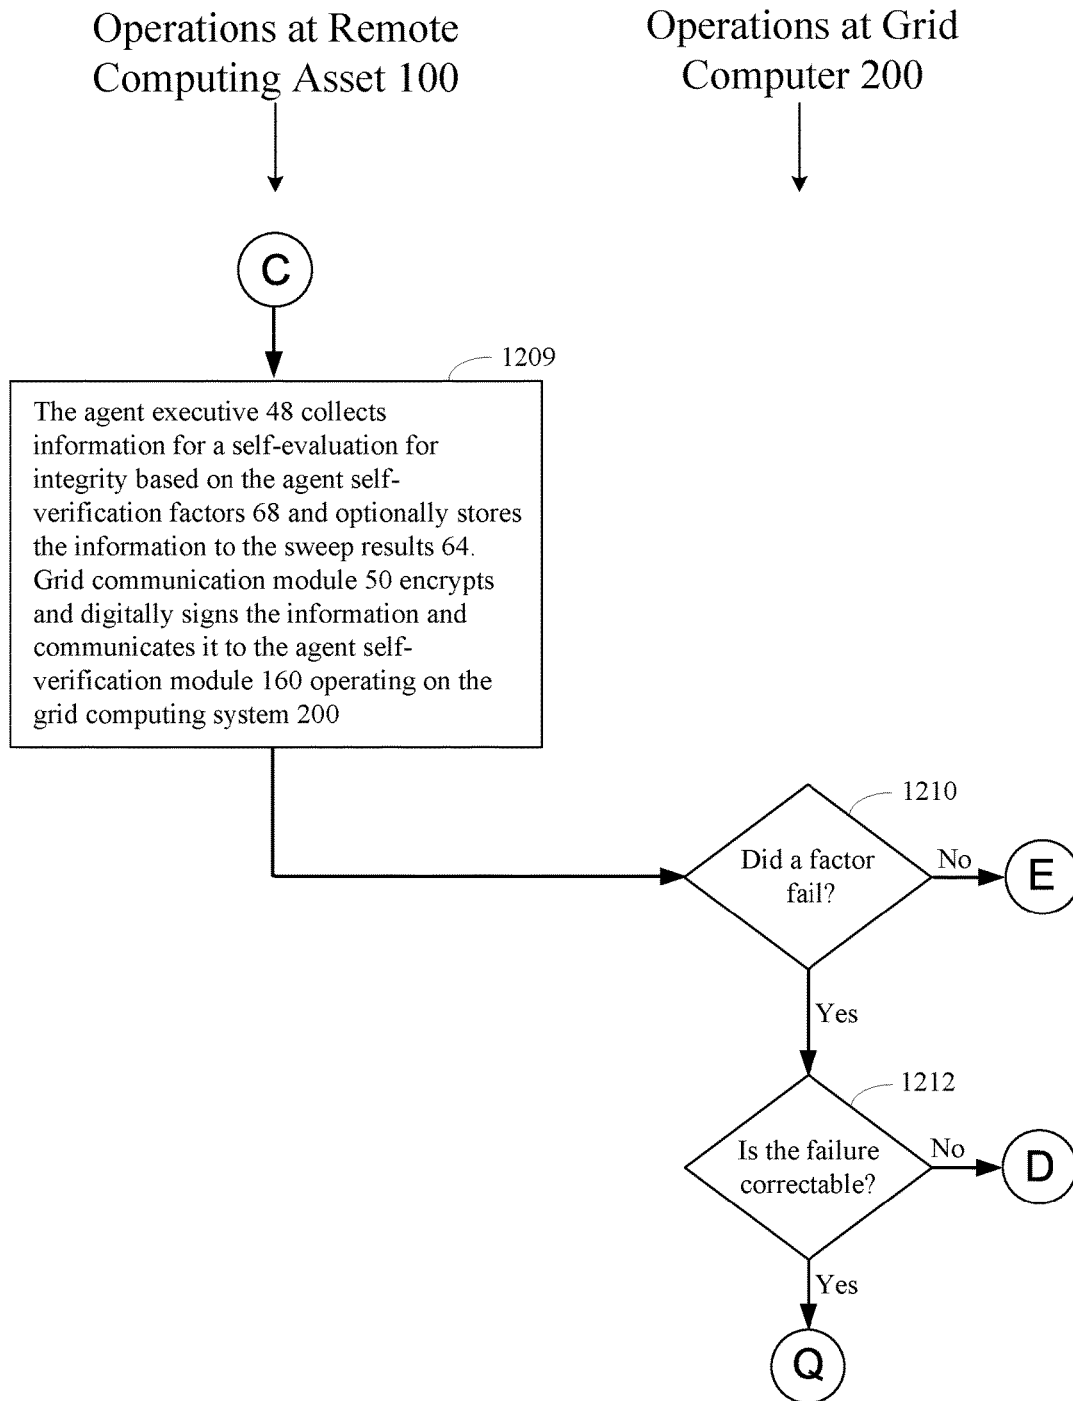 Operations at Remote
Computing Asset 100
Operations at Grid
Computer 200
C
1209
The agent executive 48 collects
information for a self-evaluation for
integrity based on the agent self-
verification factors 68 and optionally stores
the information to the sweep results 64.
Grid communication module 50 encrypts
and digitally signs the information and
communicates it to the agent self-
verification module 160 operating on the
grid computing system 200
1210
Did a factor
fail?
No
E
Yes
1212
Is the failure
correctable?
No
D
Yes
Q